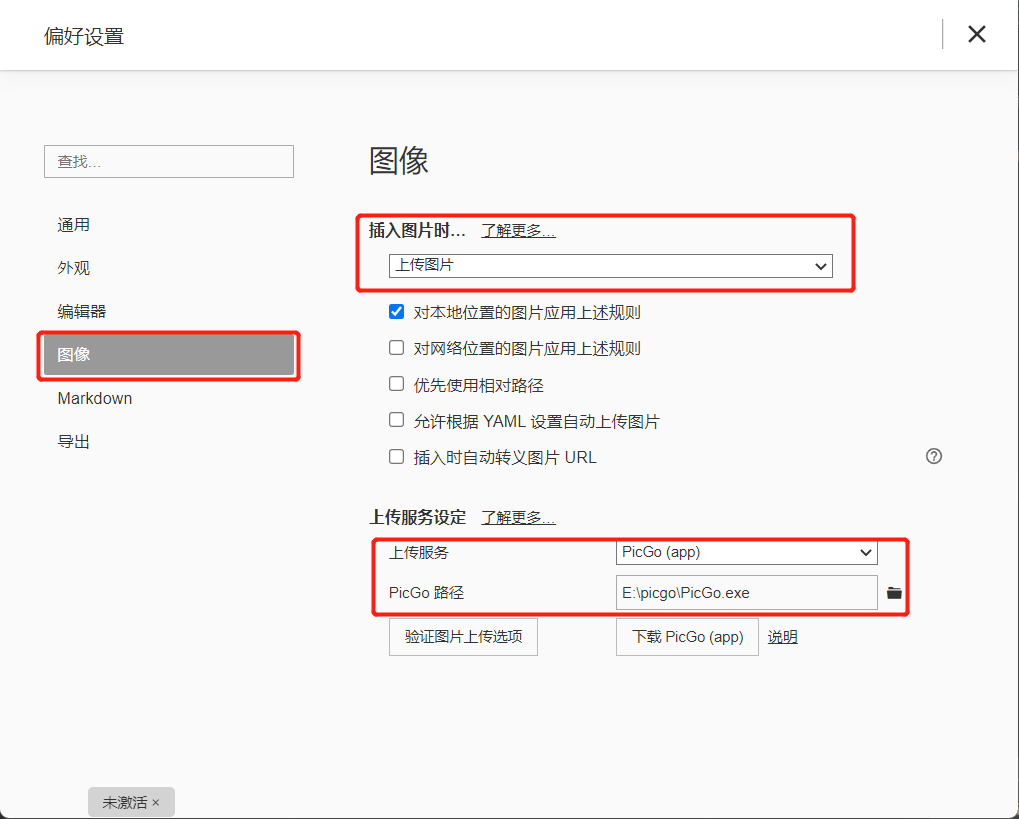 偏好设置
查找...
通用
外观
编辑器
图像
Markdown
导出
图像
插入图片时... 了解更多...
上传图片
对本地位置的图片应用上述规则
对网络位置的图片应用上述规则
优先使用相对路径
允许根据 YAML 设置自动上传图片
插入时自动转义图片 URL
上传服务设定 了解更多...
上传服务 PicGo (app)
PicGo 路径 E:\picgo\PicGo.exe
验证图片上传选项 下载 PicGo (app) 说明
未激活 ×